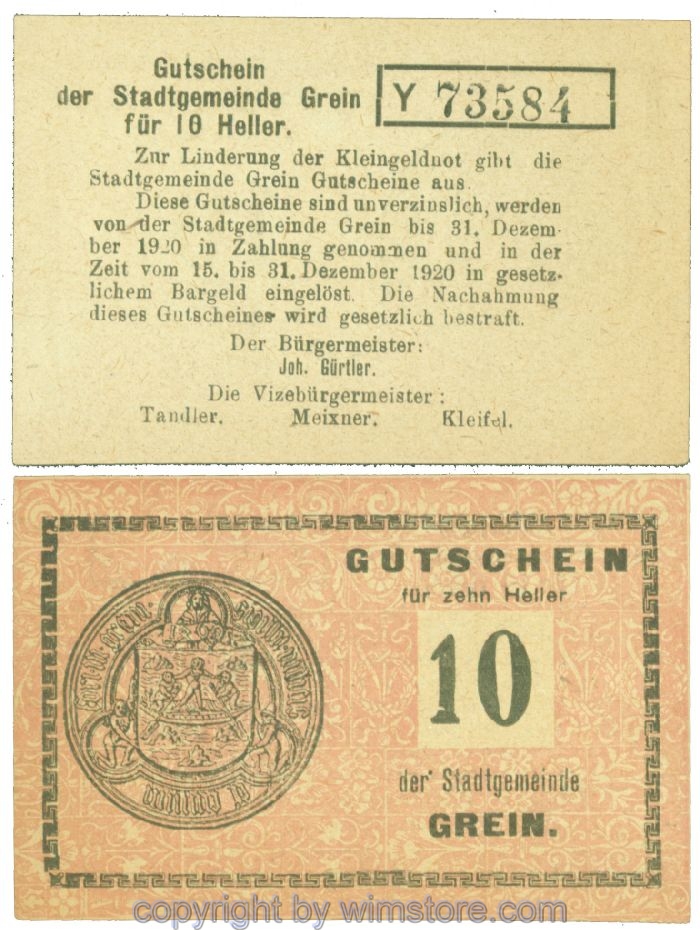 Gutschein
der Stadtgemeinde Grein
für 10 Heller.
Y 73584
Zur Linderung der Kleingeldnot gibt die
Stadtgemeinde Grein Gutscheine aus.
Diese Gutscheine sind unverzinslich, werden
von der Stadtgemeinde Grein bis 31. Dezem-
ber 1920 in Zahlung genommen und in der
Zeit vom 15. bis 31. Dezember 1920 in gesetz-
lichem Bargeld eingelöst. Die Nachahmung
dieses Gutscheines wird gesetzlich bestraft.
Der Bürgermeister:
Joh. Gürtler.
Die Vizebürgermeister:
Tandler. Meixner. Kleifel.
GUTSCHEIN
für zehn Heller
10
der Stadtgemeinde
GREIN.
copyright by wimstore.com